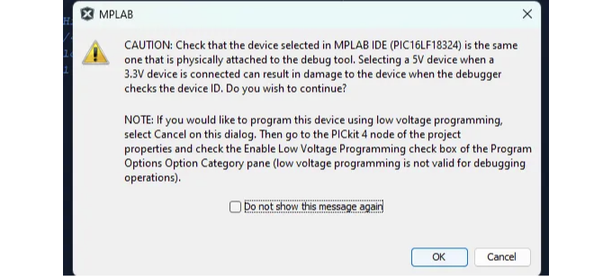 MPLAB
CAUTION: Check that the device selected in MPLAB IDE (PIC16LF18324) is the same
one that is physically attached to the debug tool. Selecting a 5V device when a
3.3V device is connected can result in damage to the device when the debugger
checks the device ID. Do you wish to continue?
NOTE: If you would like to program this device using low voltage programming,
select Cancel on this dialog. Then go to the PICkit 4 node of the project
properties and check the Enable Low Voltage Programming check box of the Program
Options Option Category pane (low voltage programming is not valid for debugging
operations).
Do not show this message again
OK Cancel